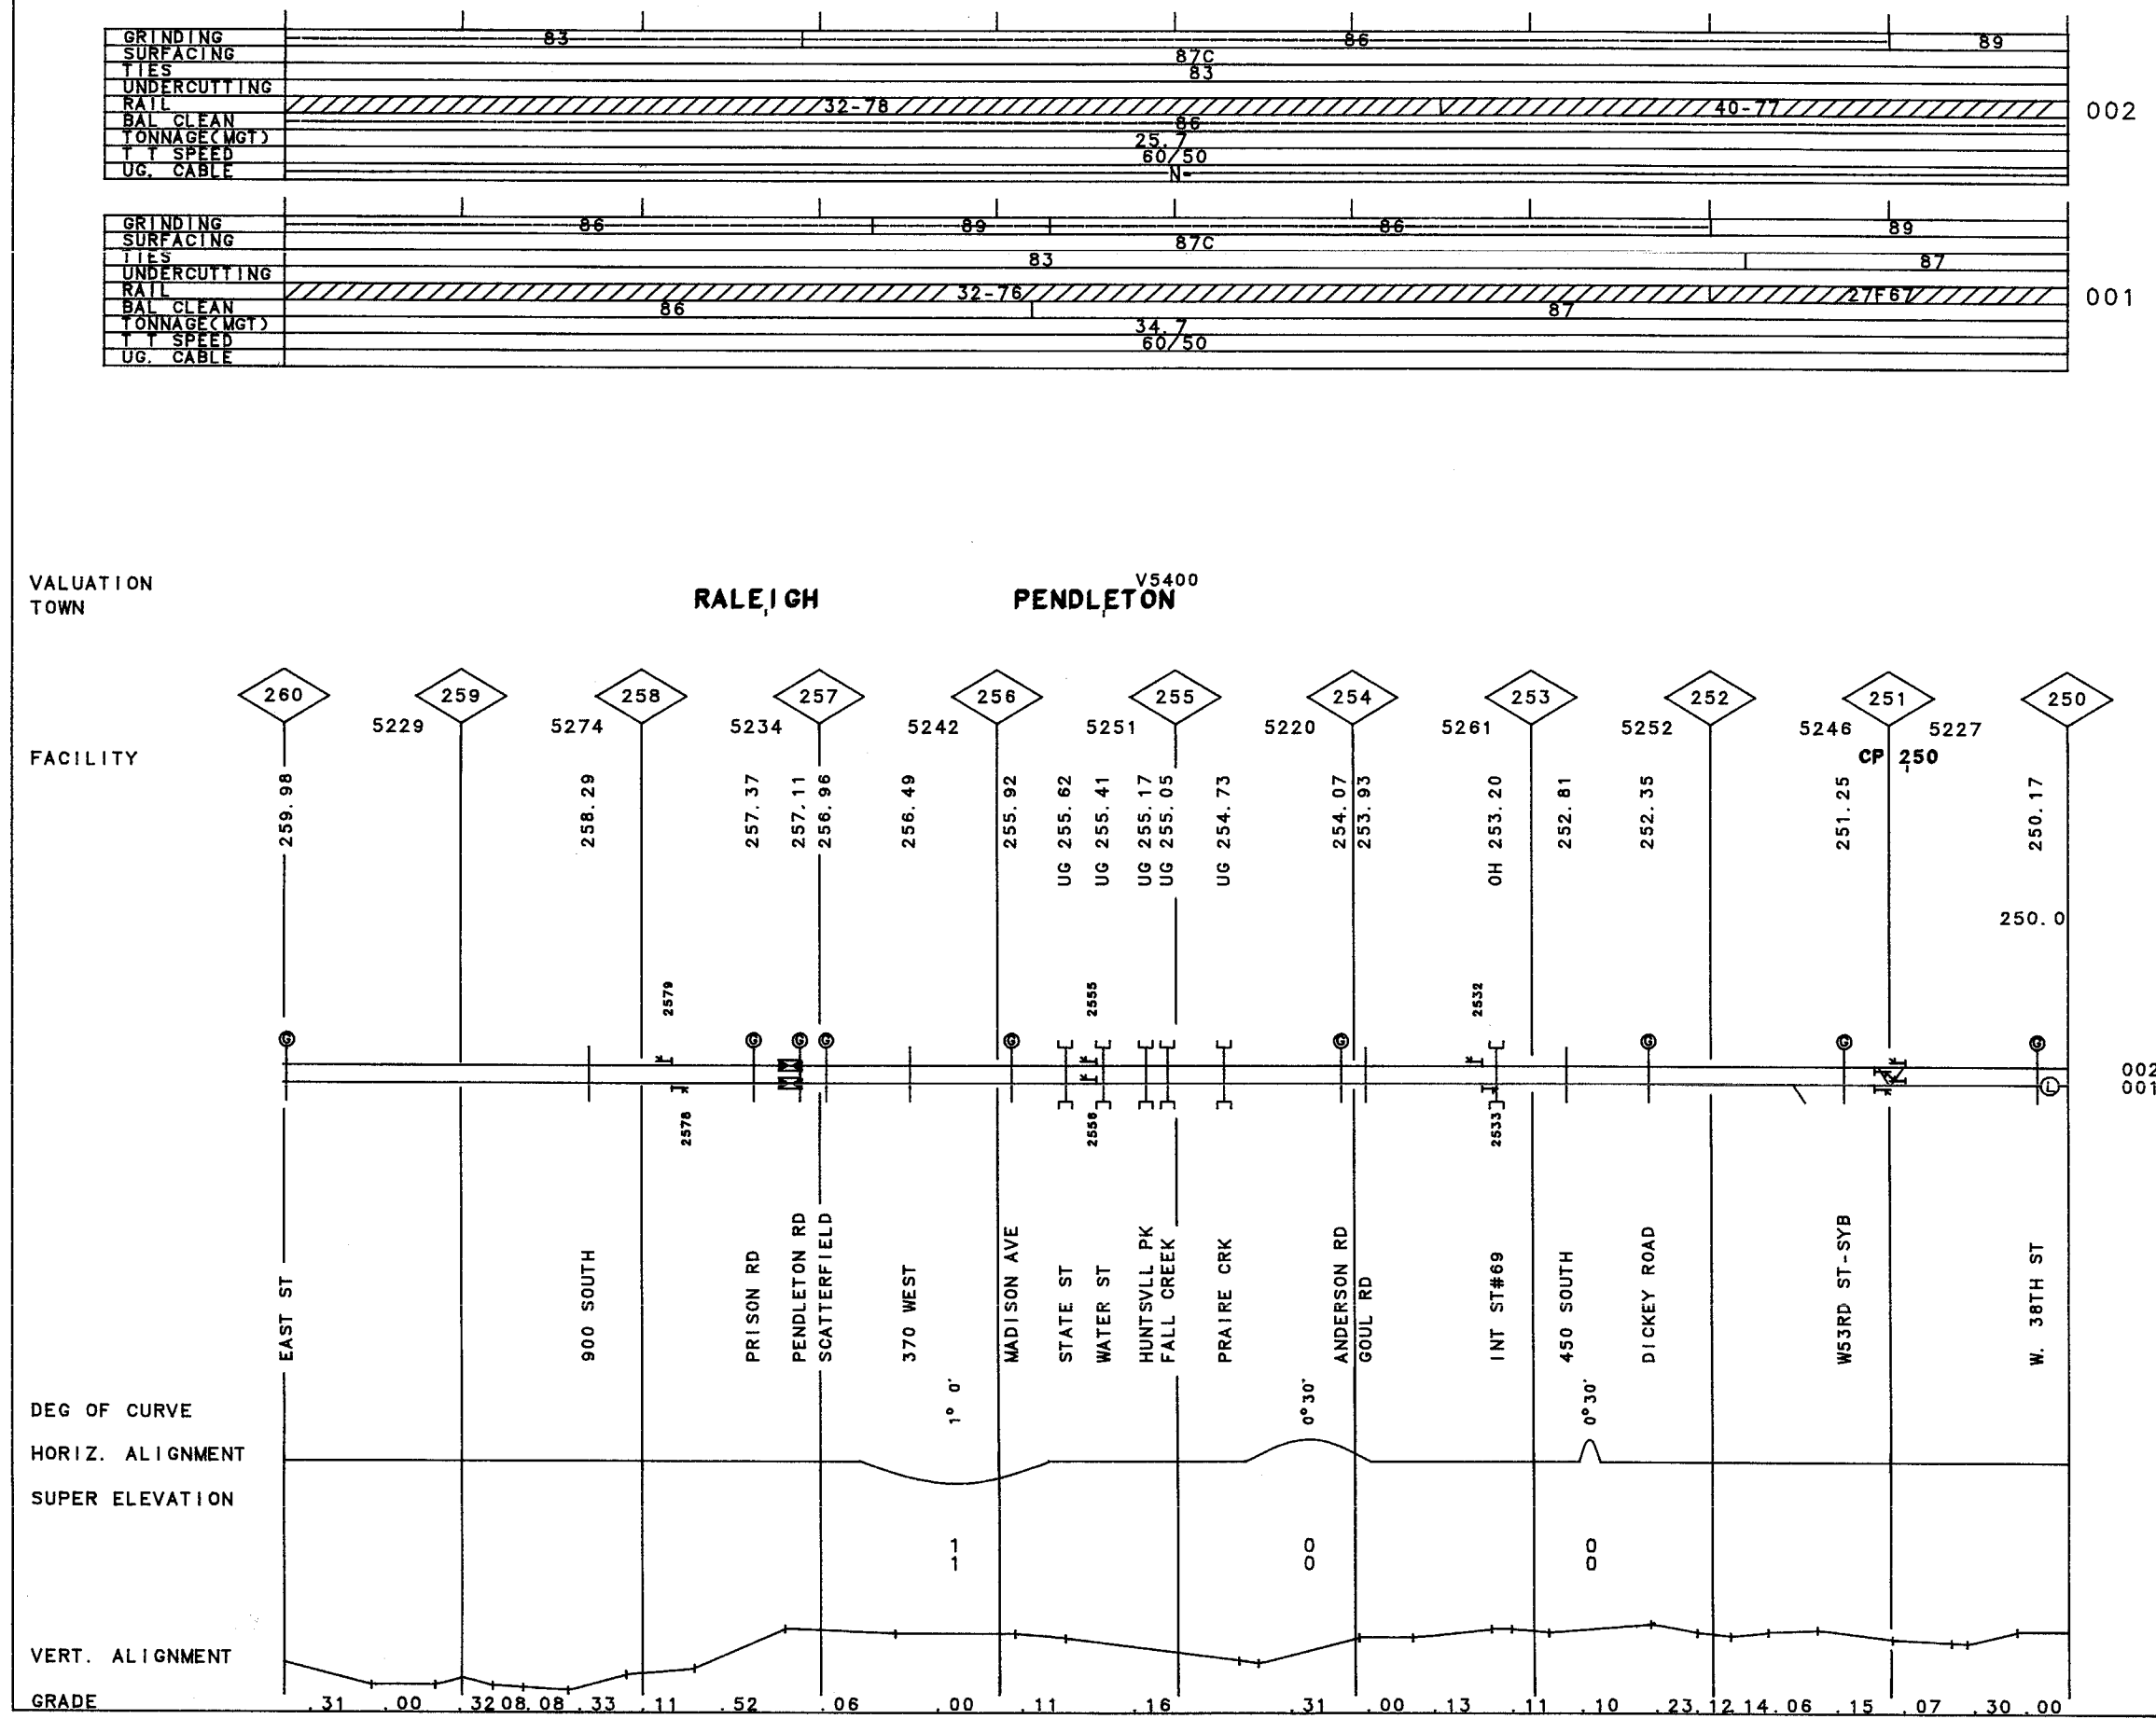 GRINDING 83 86 89
SURFACING 87C
TIES 83
UNDERCUTTING
RAIL 32-78 40-77 002
BAL CLEAN 86
TONNAGE(MGT) 25.7
T T SPEED 60/50
UG. CABLE N-
GRINDING 86 89 86 89
SURFACING 87C
TIES 83 87
UNDERCUTTING
RAIL 32-76 27F67 001
BAL CLEAN 86 87
TONNAGE(MGT) 34.7
T T SPEED 60/50
UG. CABLE
VALUATION V5400
TOWN RALEIGH PENDLETON
260 259 258 257 256 255 254 253 252 251 250
5229 5274 5234 5242 5251 5220 5261 5252 5246 5227
FACILITY CP 250
259.98 258.29 257.37 257.11 256.96 256.49 255.92 UG 255.62 UG 255.41 UG 255.17 UG 255.05 UG 254.73 254.07 253.93 OH 253.20 252.81 252.35 251.25 250.17
250.0
2579 2555 2532
G G G G G G G G G
002
001 L
2578 2556 2533
EAST ST 900 SOUTH PRISON RD PENDLETON RD SCATTERFIELD 370 WEST MADISON AVE STATE ST WATER ST HUNTSVLL PK FALL CREEK PRAIRE CRK ANDERSON RD GOUL RD INT ST#69 450 SOUTH DICKEY ROAD W53RD ST-SYB W. 38TH ST
DEG OF CURVE 1° 0' 0°30' 0°30'
HORIZ. ALIGNMENT
SUPER ELEVATION
1 0 0
1 0 0
VERT. ALIGNMENT
GRADE .31 .00 .32 08 .08 .33 .11 .52 .06 .00 .11 .16 .31 .00 .13 .11 .10 .23 .12 .14 .06 .15 .07 .30 .00